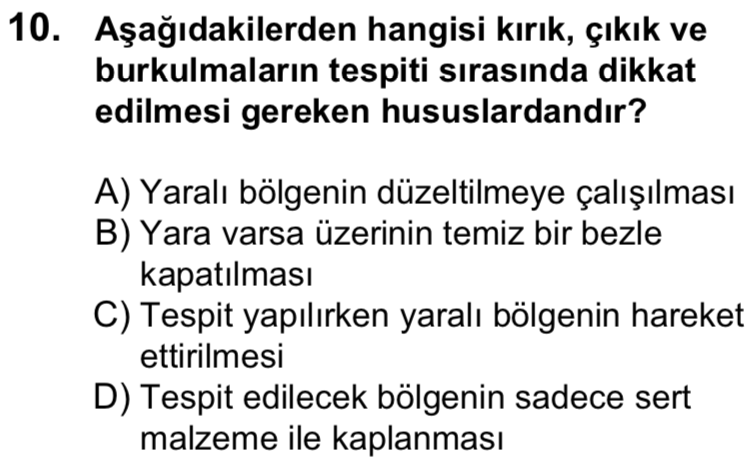 10. Aşağıdakilerden hangisi kırık, çıkık ve
burkulmaların tespiti sırasında dikkat
edilmesi gereken hususlardandır?
A) Yaralı bölgenin düzeltilmeye çalışılması
B) Yara varsa üzerinin temiz bir bezle
kapatılması
C) Tespit yapılırken yaralı bölgenin hareket
ettirilmesi
D) Tespit edilecek bölgenin sadece sert
malzeme ile kaplanması